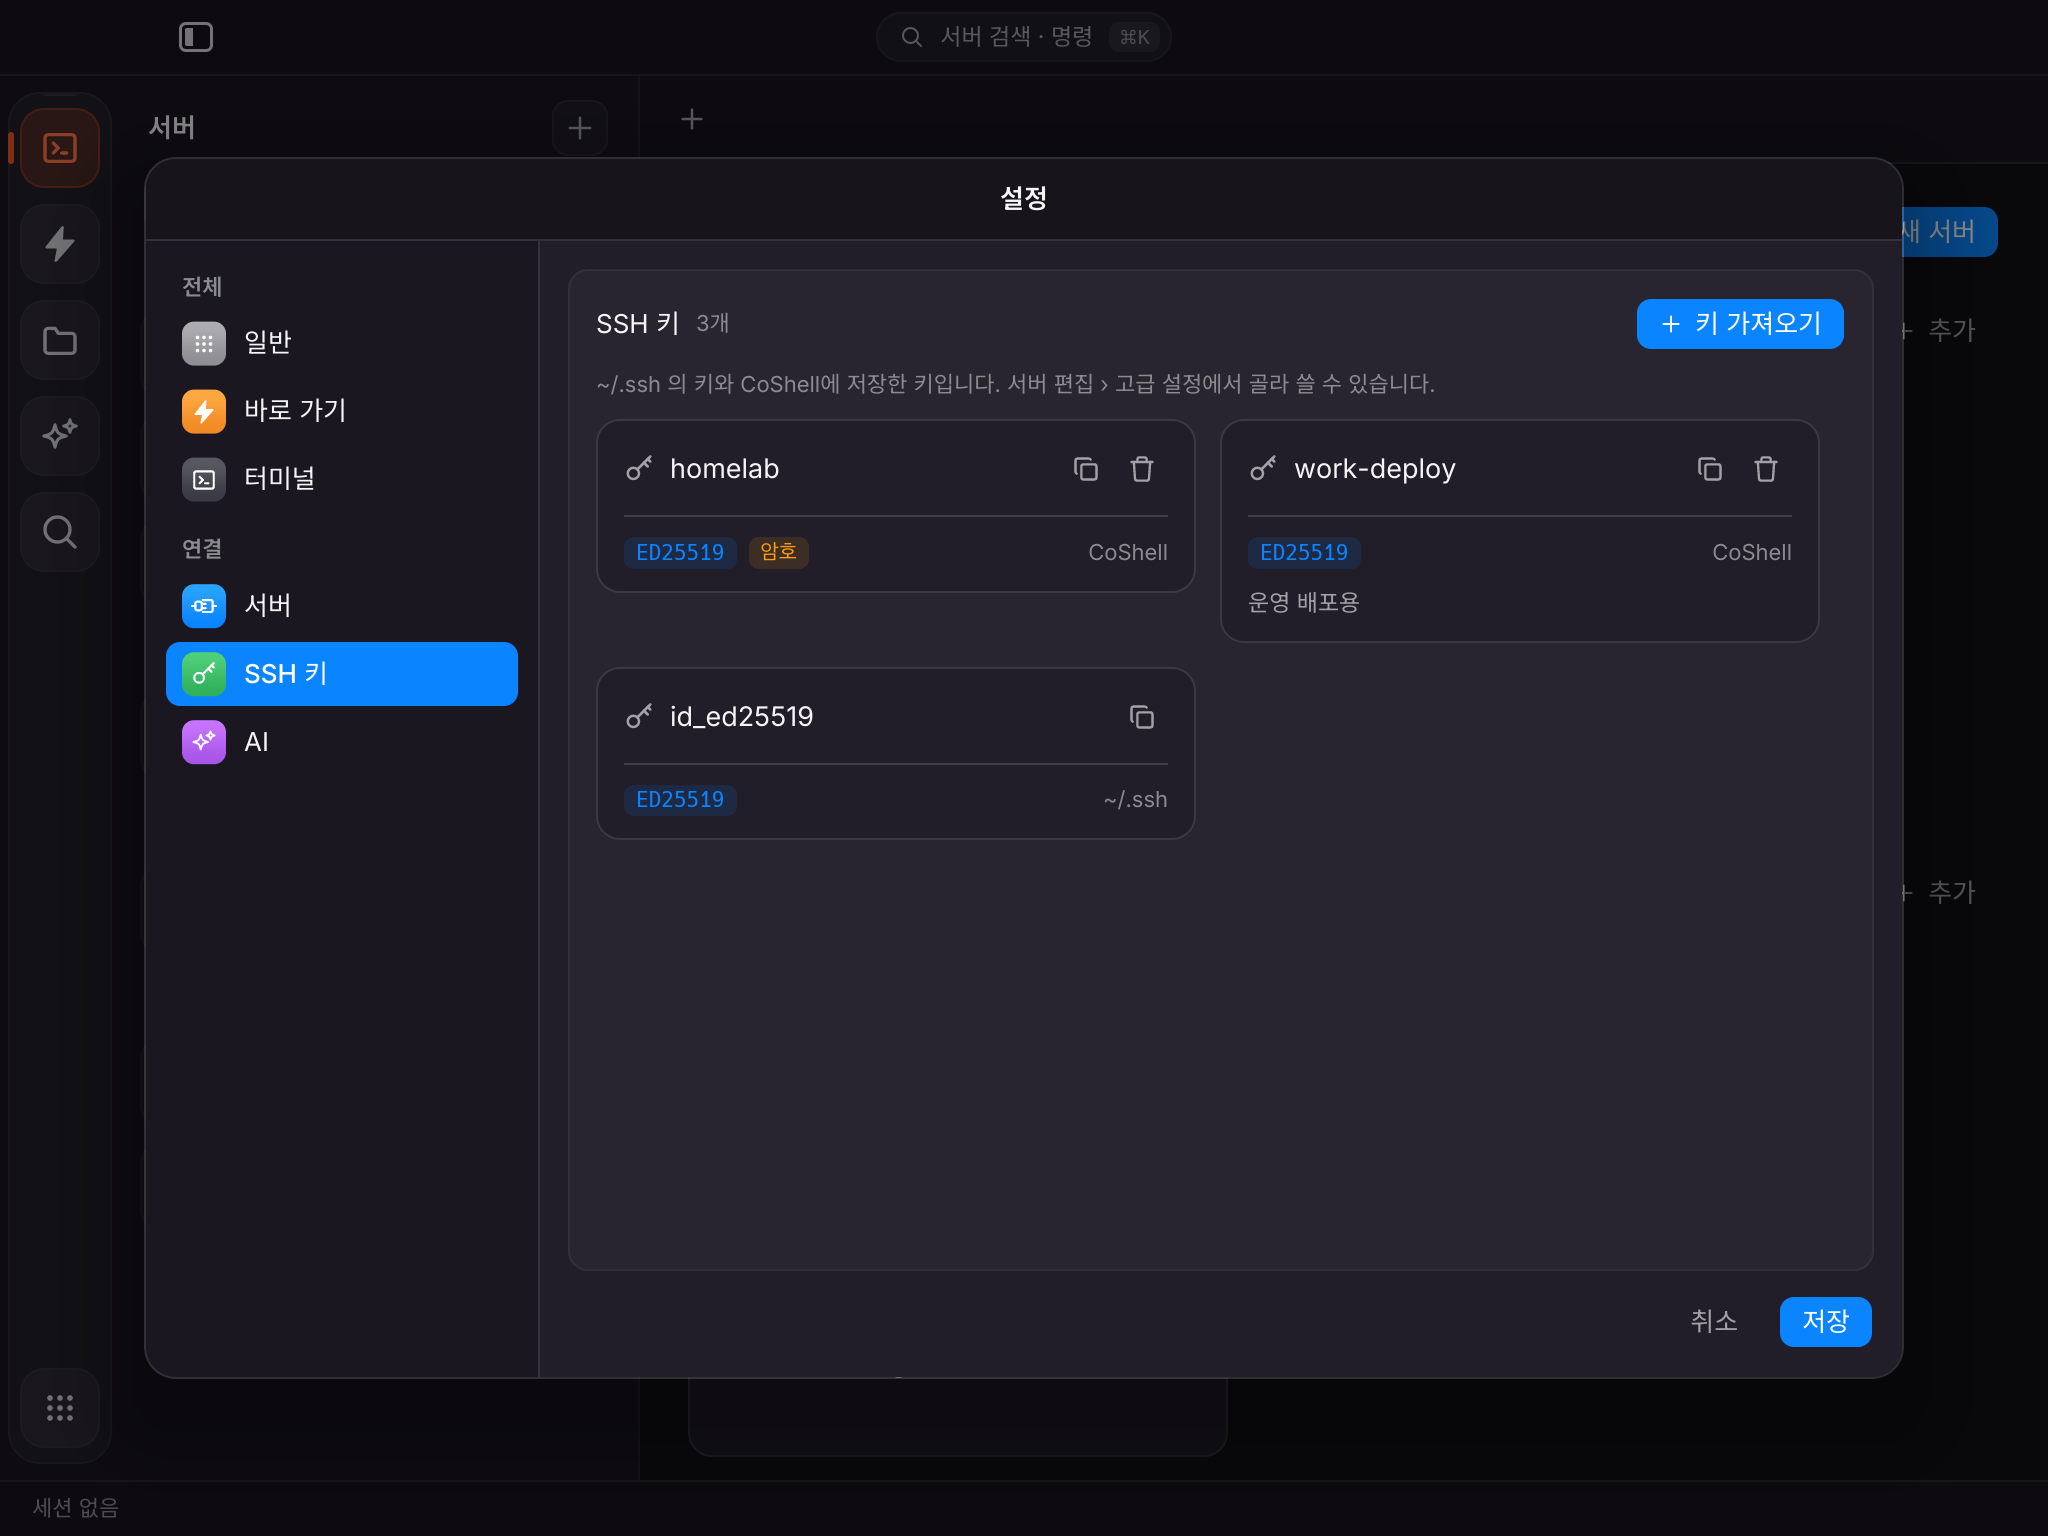 서버 검색 · 명령 ⌘K
서버
설정
새 서버
추가
추가
전체
일반
바로 가기
터미널
연결
서버
SSH 키
AI
SSH 키 3개
키 가져오기
~/.ssh 의 키와 CoShell에 저장한 키입니다. 서버 편집 › 고급 설정에서 골라 쓸 수 있습니다.
homelab
ED25519 암호 CoShell
work-deploy
ED25519 CoShell
운영 배포용
id_ed25519
ED25519 ~/.ssh
취소
저장
세션 없음